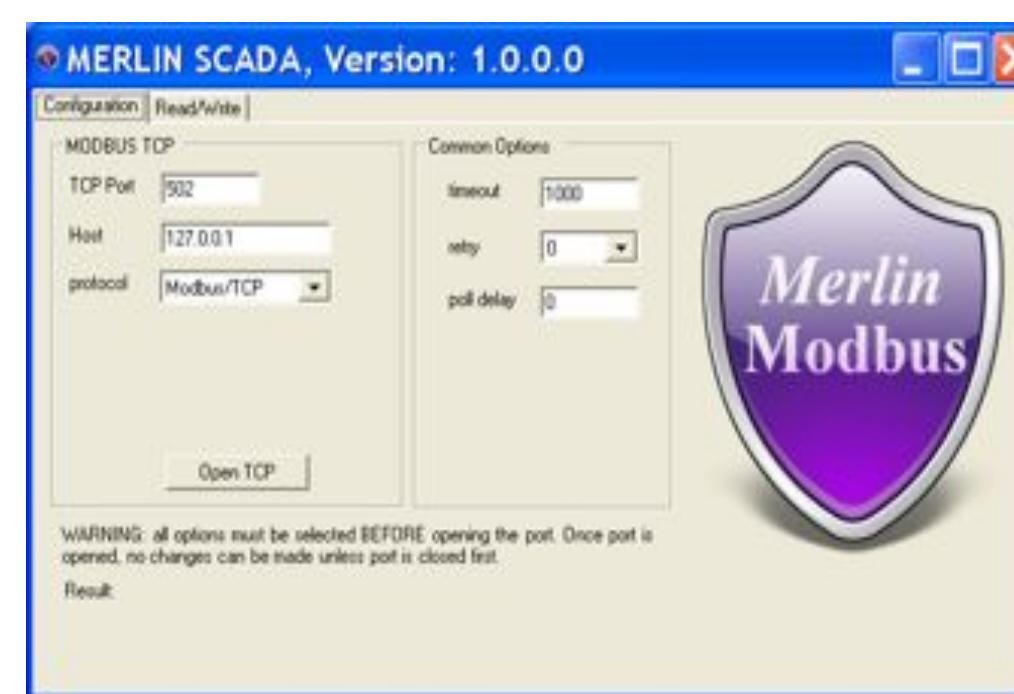 MERLIN SCADA, Version: 1.0.0.0
Configuration Read/Write
MODBUS TCP
TCP Port 502
Host 127.0.0.1
protocol Modbus/TCP
Open TCP
Common Options
timeout 1000
retry 0
poll delay 0
Merlin
Modbus
WARNING: all options must be selected BEFORE opening the port. Once port is
opened, no changes can be made unless port is closed first.
Result: